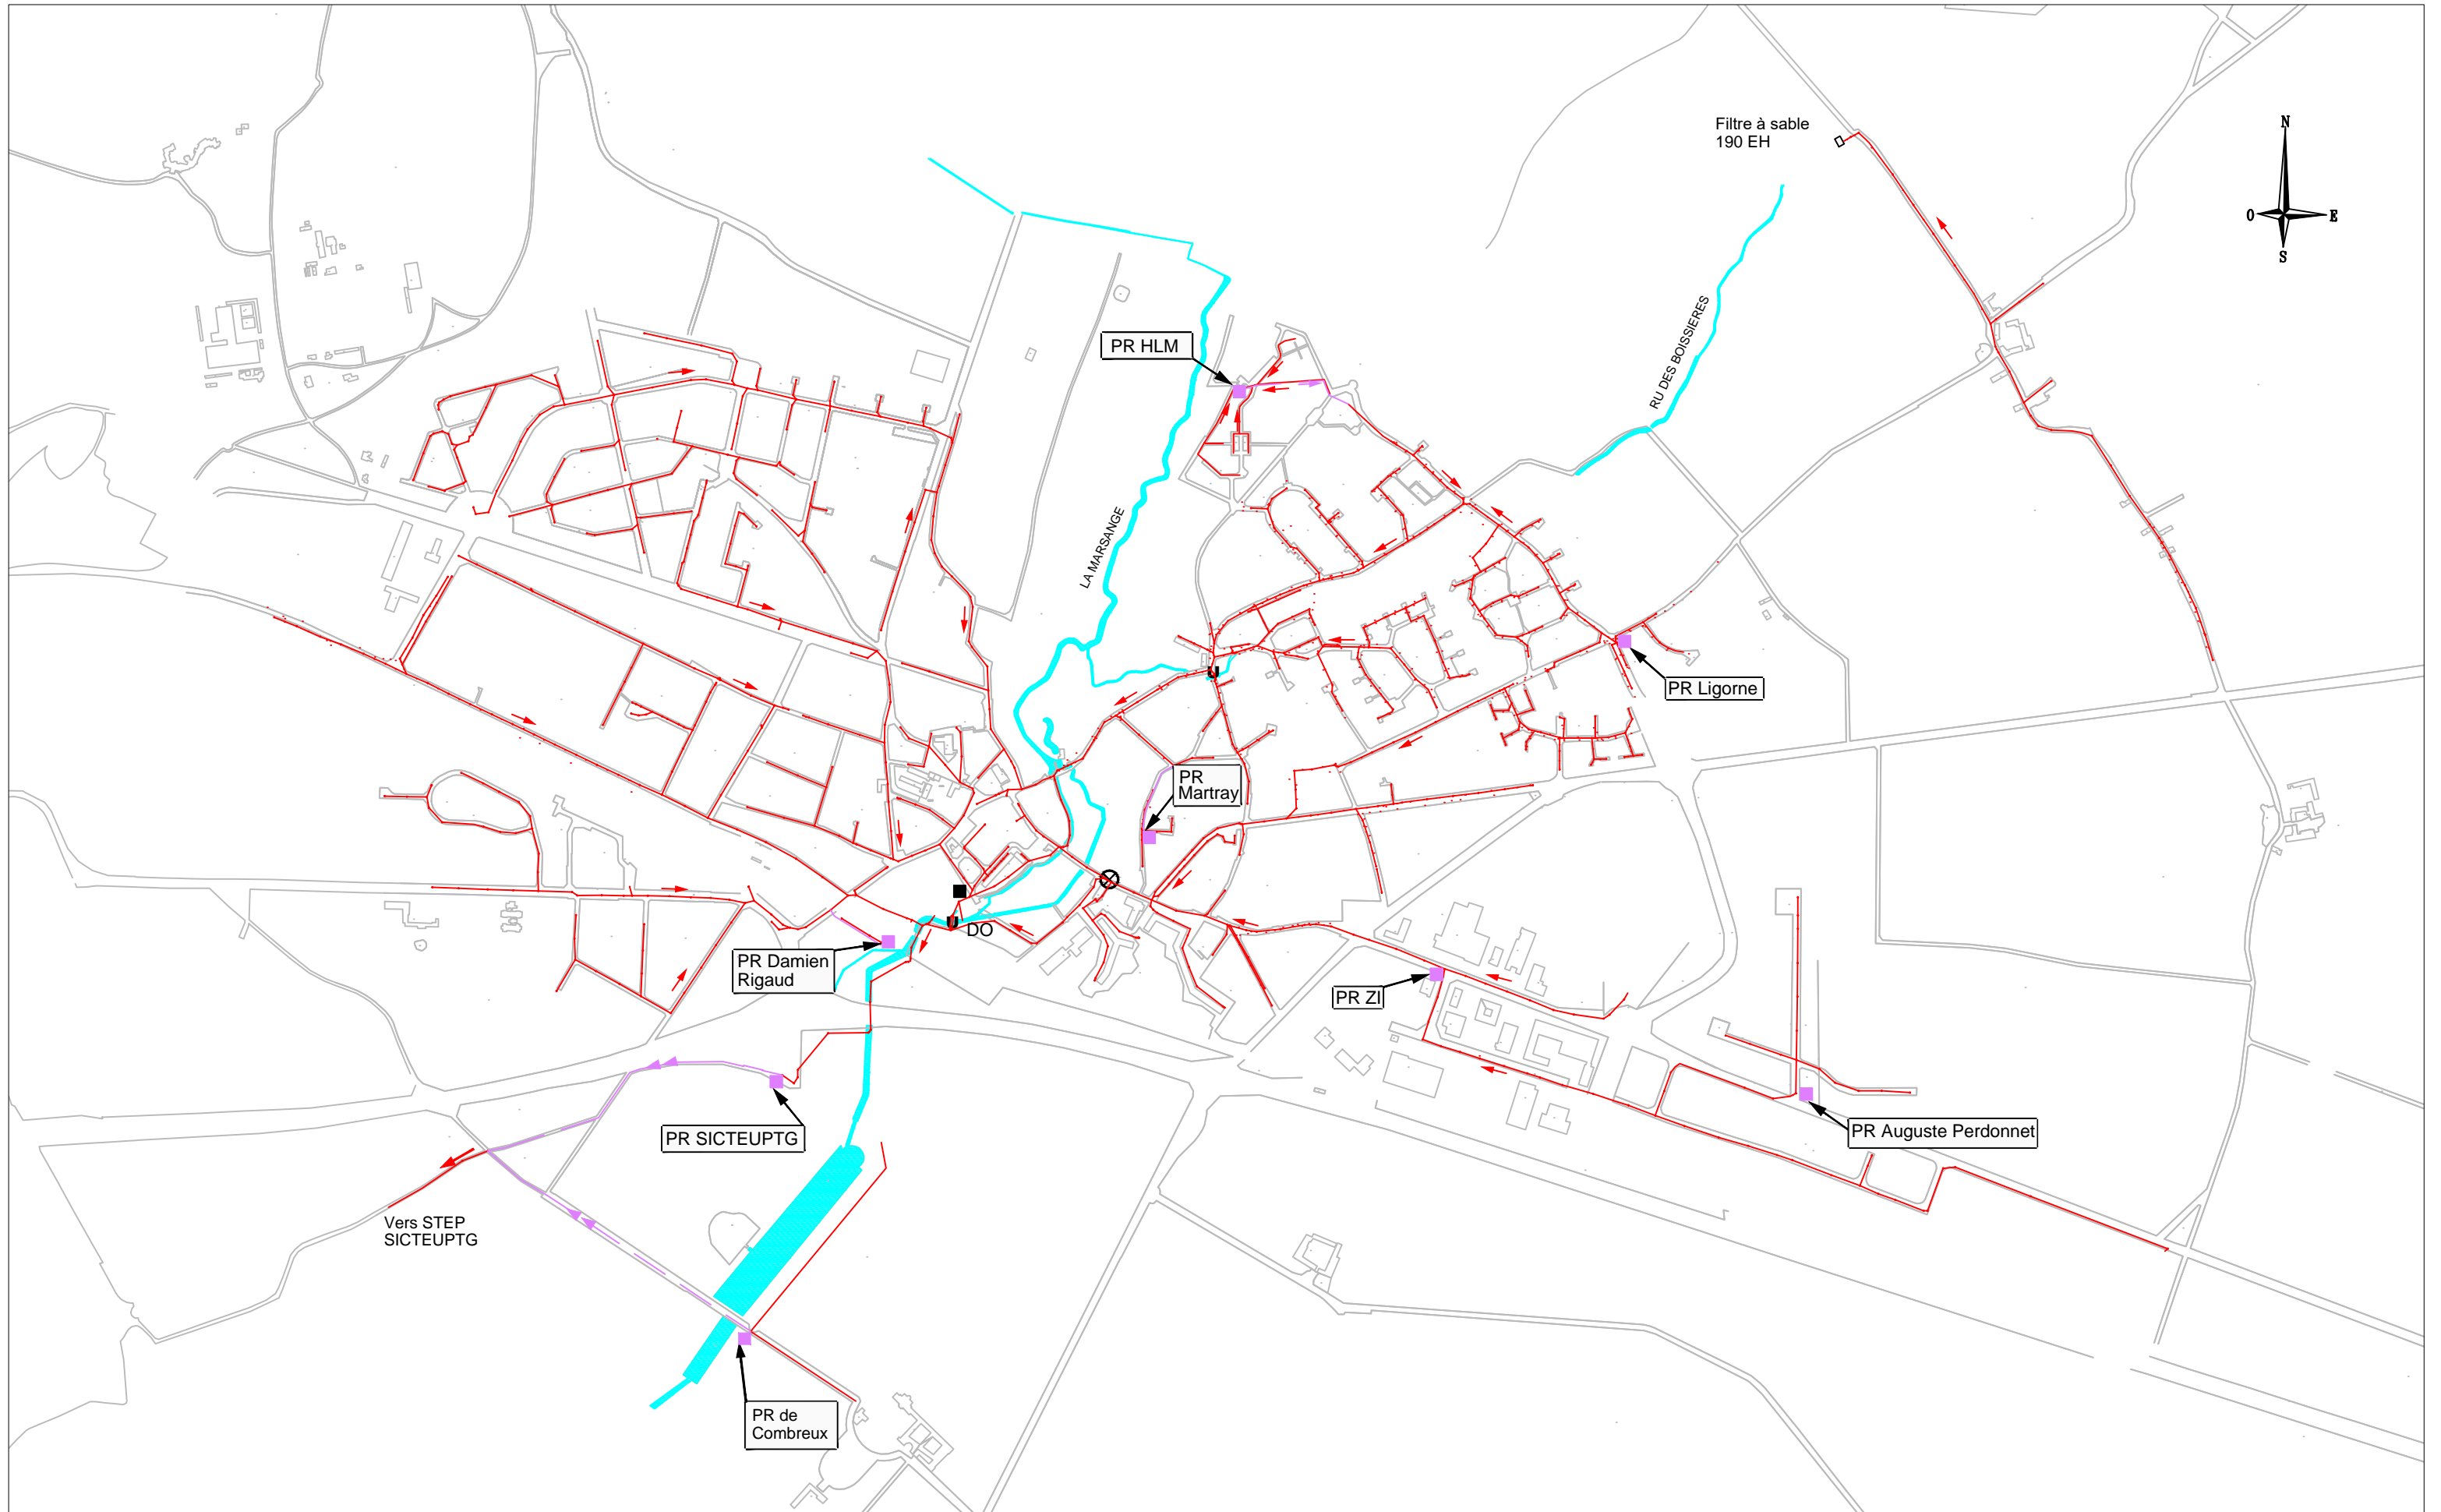 Filtre à sable
190 EH
N
O
E
S
PR HLM
RU DES BOISSIERES
LA MARSANGE
PR Ligorne
PR
Martray
DO
PR Damien
Rigaud
PR ZI
PR SICTEUPTG
PR Auguste Perdonnet
Vers STEP
SICTEUPTG
PR de
Combreux